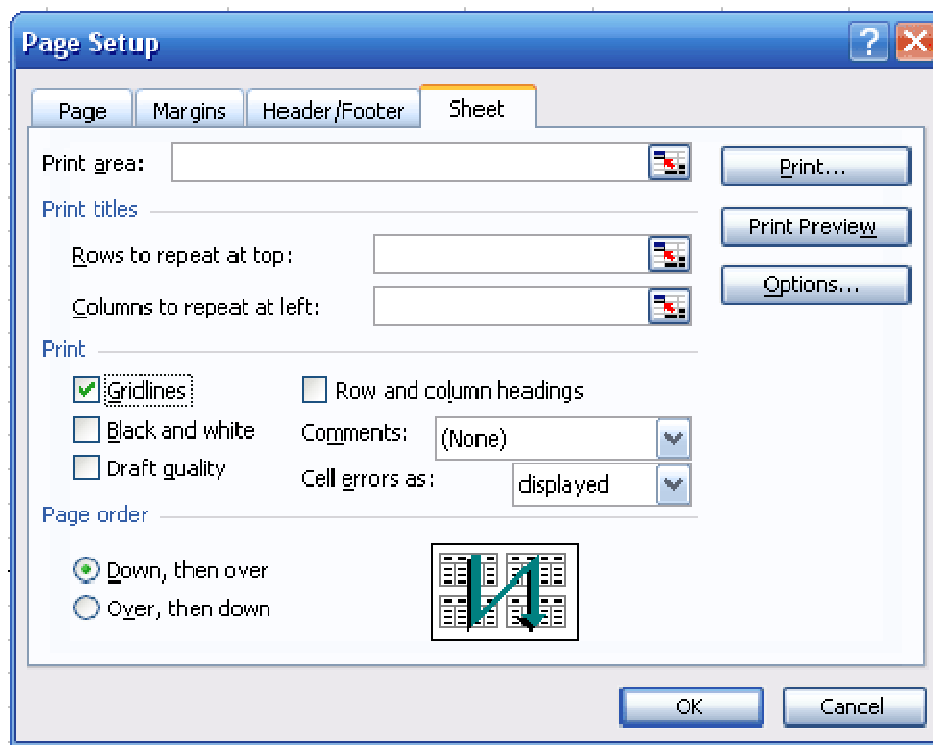 Page Setup
Page Margins Header/Footer Sheet
Print area:
Print...
Print titles
Print Preview
Rows to repeat at top:
Options...
Columns to repeat at left:
Print
Gridlines Row and column headings
Black and white Comments: (None)
Draft quality Cell errors as: displayed
Page order
Down, then over
Over, then down
OK Cancel